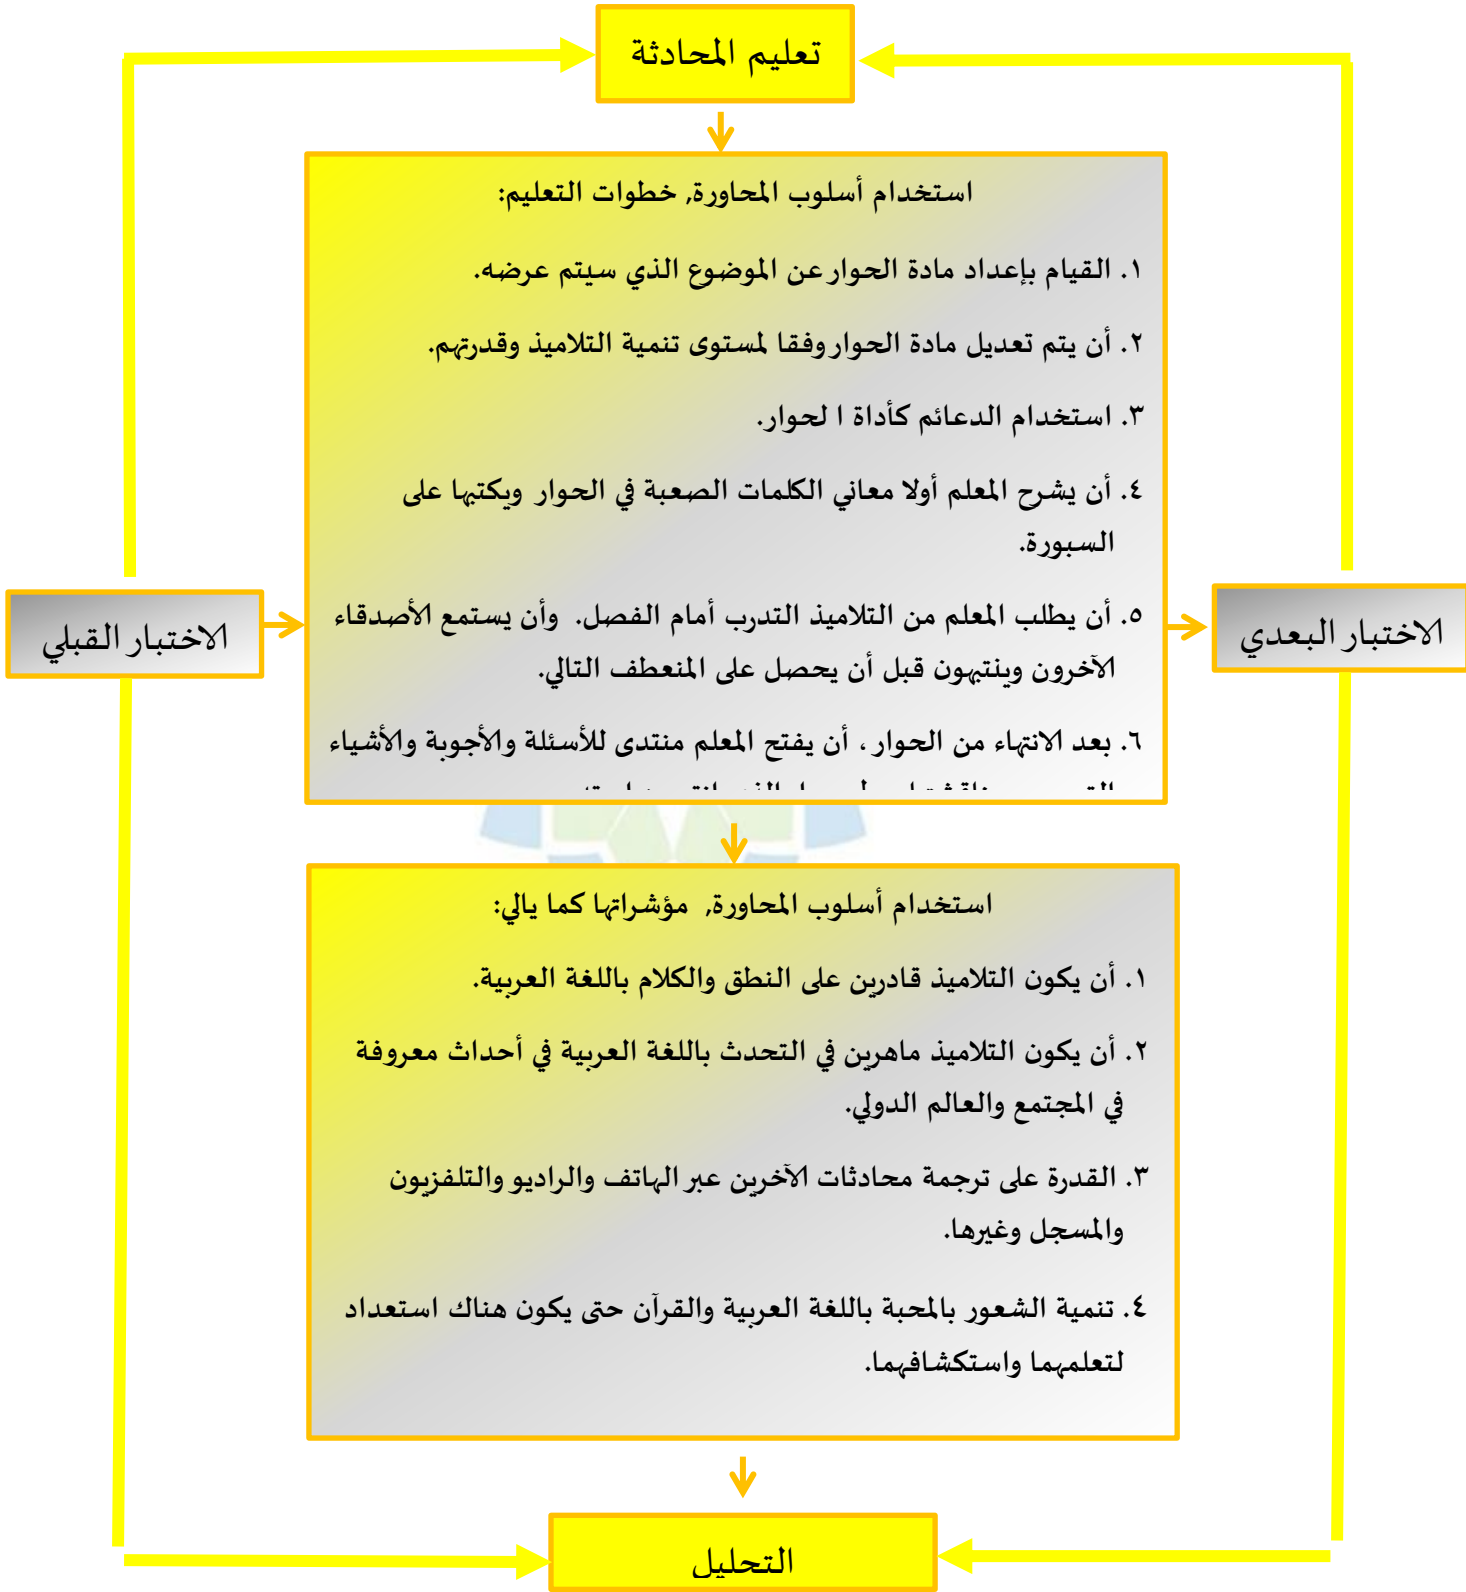 تعليم المحادثة
استخدام أسلوب المحاورة, خطوات التعليم:
١. القيام بإعداد مادة الحوار عن الموضوع الذي سيتم عرضه.
٢. أن يتم تعديل مادة الحوار وفقا لمستوى تنمية التلاميذ وقدرتهم.
٣. استخدام الدعائم كأداة ا لحوار.
٤. أن يشرح المعلم أولا معاني الكلمات الصعبة في الحوار ويكتبها على
السبورة.
٥. أن يطلب المعلم من التلاميذ التدرب أمام الفصل. وأن يستمع الأصدقاء
الآخرون وينتبهون قبل أن يحصل على المنعطف التالي.
٦. بعد الانتهاء من الحوار، أن يفتح المعلم منتدى للأسئلة والأجوبة والأشياء
الاختبار القبلي
الاختبار البعدي
استخدام أسلوب المحاورة, مؤشراتها كما يالي:
١. أن يكون التلاميذ قادرين على النطق والكلام باللغة العربية.
٢. أن يكون التلاميذ ماهرين في التحدث باللغة العربية في أحداث معروفة
في المجتمع والعالم الدولي.
٣. القدرة على ترجمة محادثات الآخرين عبر الهاتف والراديو والتلفزيون
والمسجل وغيرها.
٤. تنمية الشعور بالمحبة باللغة العربية والقرآن حتى يكون هناك استعداد
لتعلمهما واستكشافهما.
التحليل